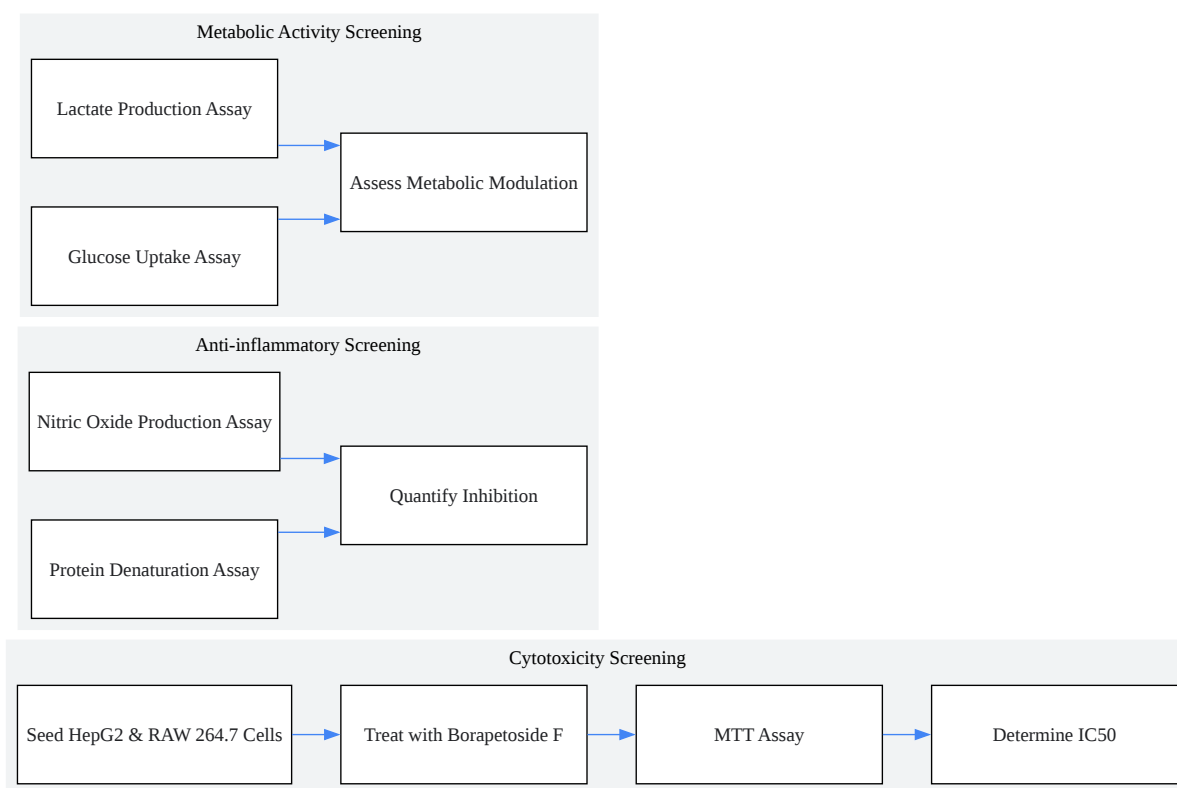 Metabolic Activity Screening
Lactate Production Assay
Assess Metabolic Modulation
Glucose Uptake Assay
Anti-inflammatory Screening
Nitric Oxide Production Assay
Quantify Inhibition
Protein Denaturation Assay
Cytotoxicity Screening
Seed HepG2 & RAW 264.7 Cells
Treat with Borapetoside F
MTT Assay
Determine IC50